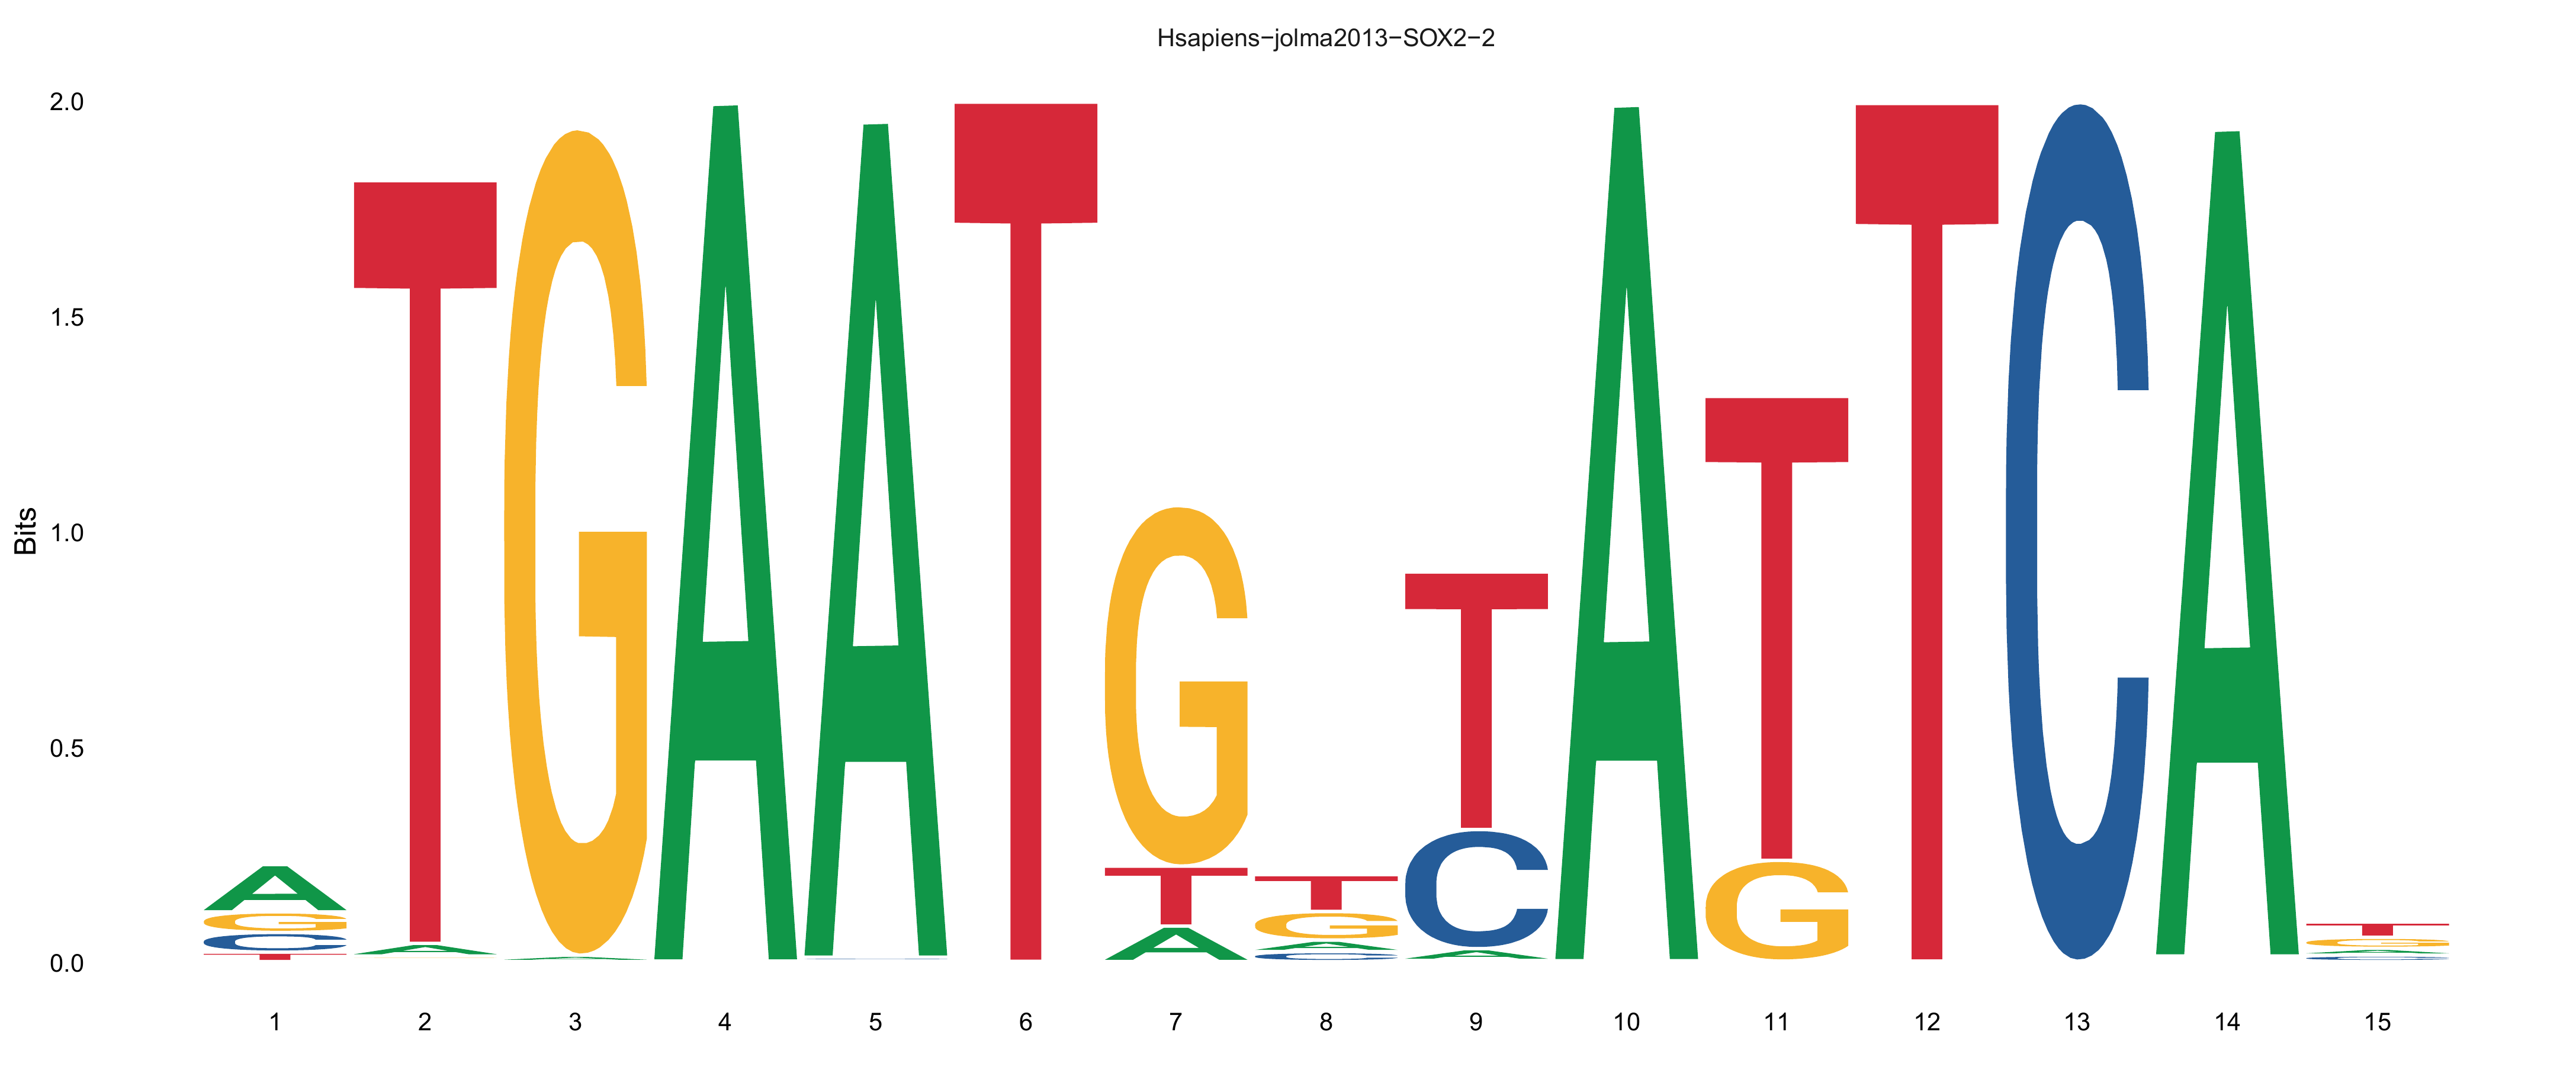 Hsapiens−jolma2013−SOX2−2
2.0
1.5
1.0
0.5
0.0
Bits
A G C T
T A
G A
A
A
T
G T A
T G A C
T C A
A
T G
T
C
A
T G A C
1 2 3 4 5 6 7 8 9 10 11 12 13 14 15